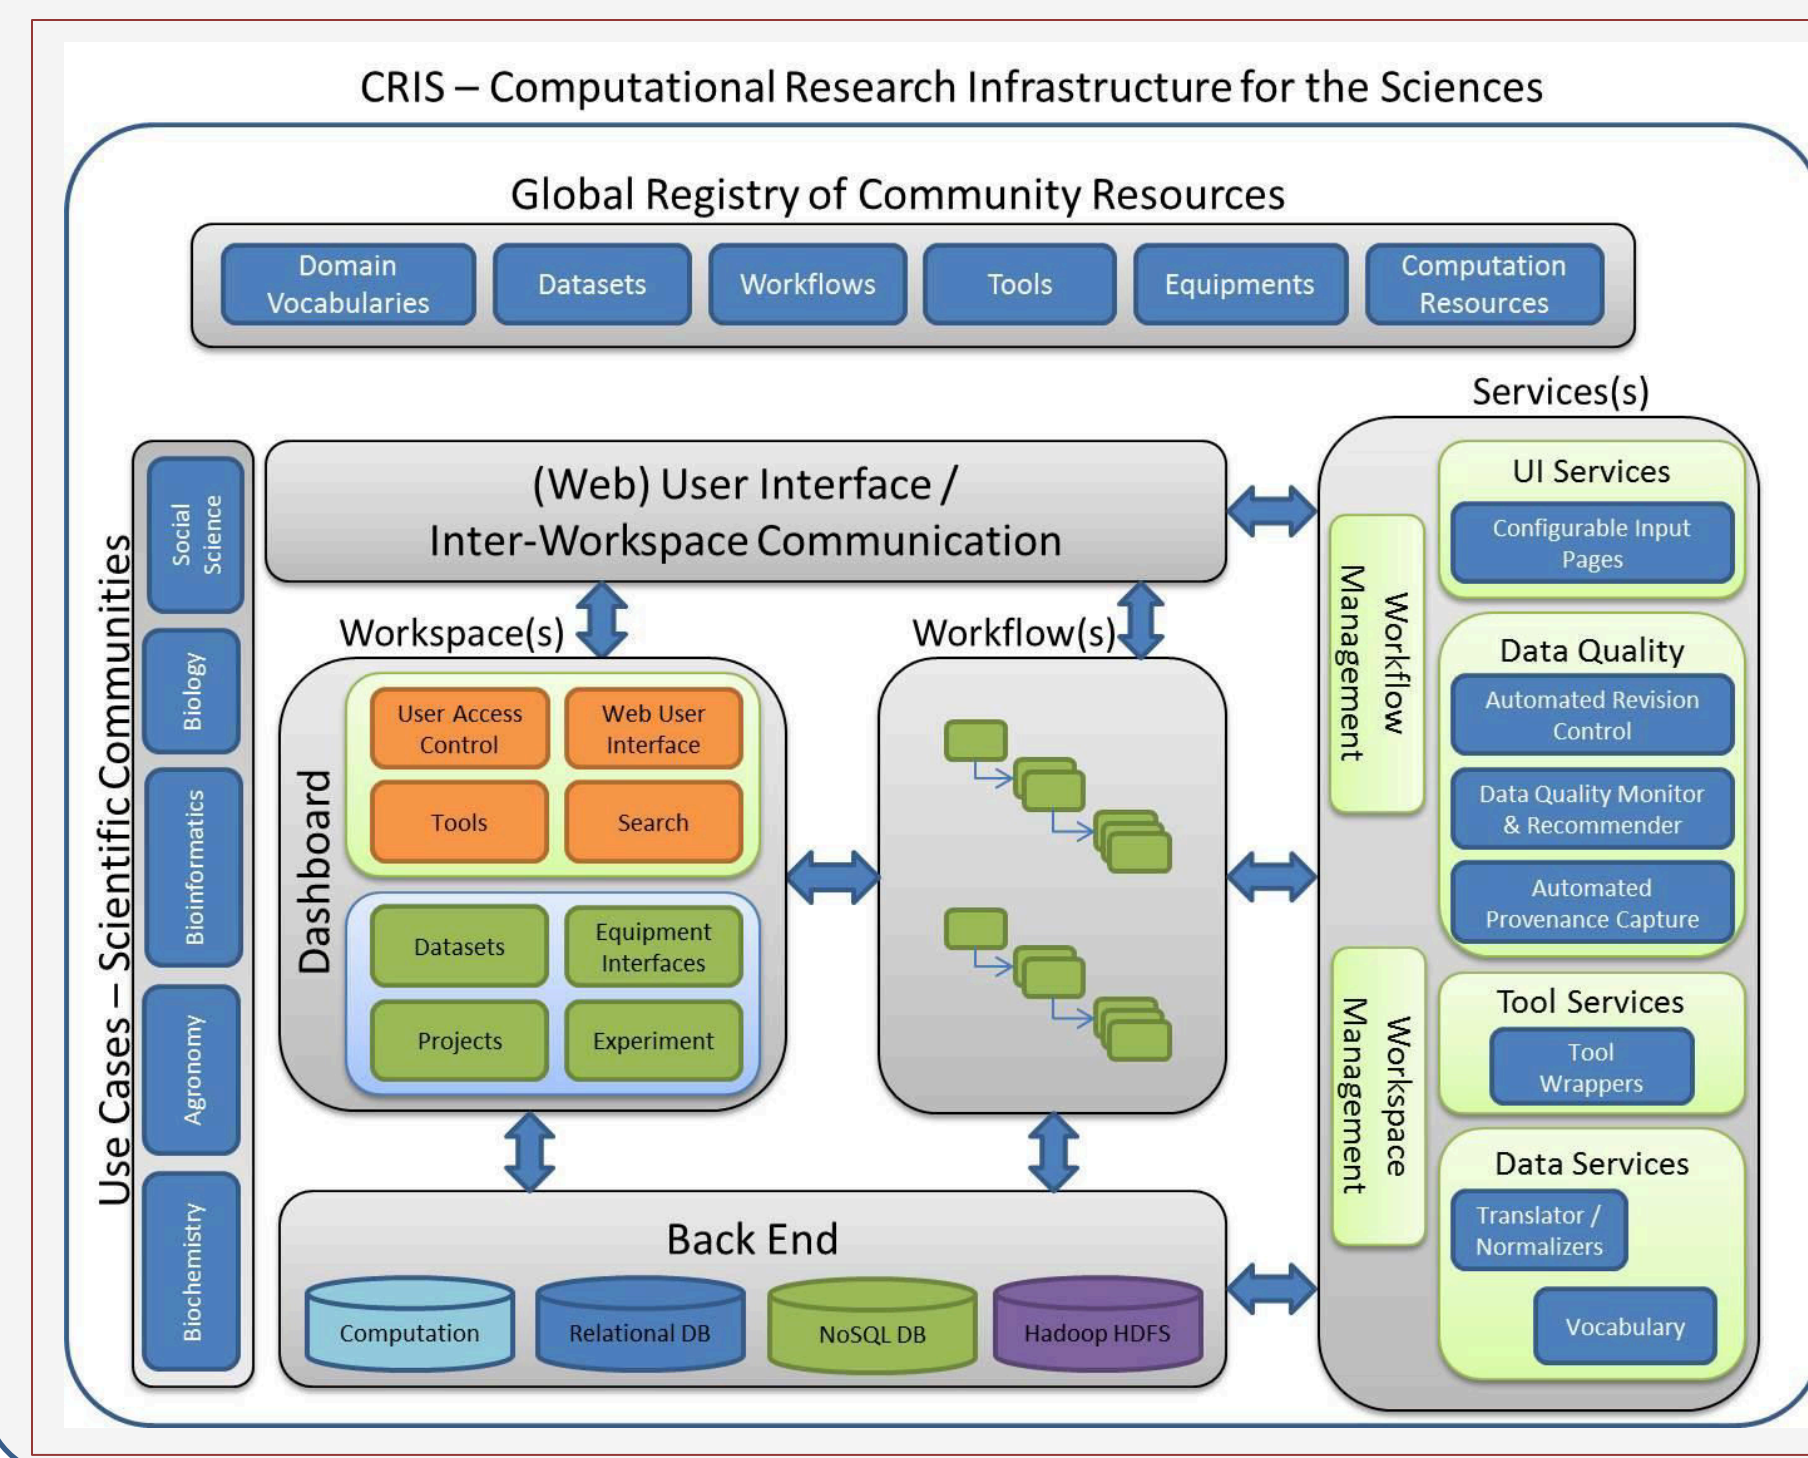 CRIS – Computational Research Infrastructure for the Sciences
Global Registry of Community Resources
Domain
Vocabularies
Datasets
Workflows
Tools
Equipments
Computation
Resources
Use Cases – Scientific Communities
Social
Science
Biology
Bioinformatics
Agronomy
Biochemistry
(Web) User Interface /
Inter-Workspace Communication
Workspace(s)
Dashboard
User Access
Control
Web User
Interface
Tools
Search
Datasets
Equipment
Interfaces
Projects
Experiment
Workflow(s)
Back End
Computation
Relational DB
NoSQL DB
Hadoop HDFS
Services(s)
Workflow
Management
Workspace
Management
UI Services
Configurable Input
Pages
Data Quality
Automated Revision
Control
Data Quality Monitor
& Recommender
Automated
Provenance Capture
Tool Services
Tool
Wrappers
Data Services
Translator /
Normalizers
Vocabulary